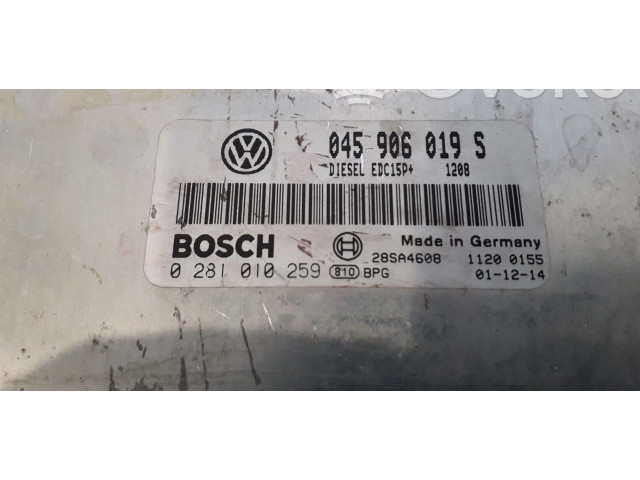 045 906 019 S
DIESEL EDC15P+ 1208
BOSCH Made in Germany
28SA4608 1120 0155
0 281 010 259 810 BPG 01-12-14